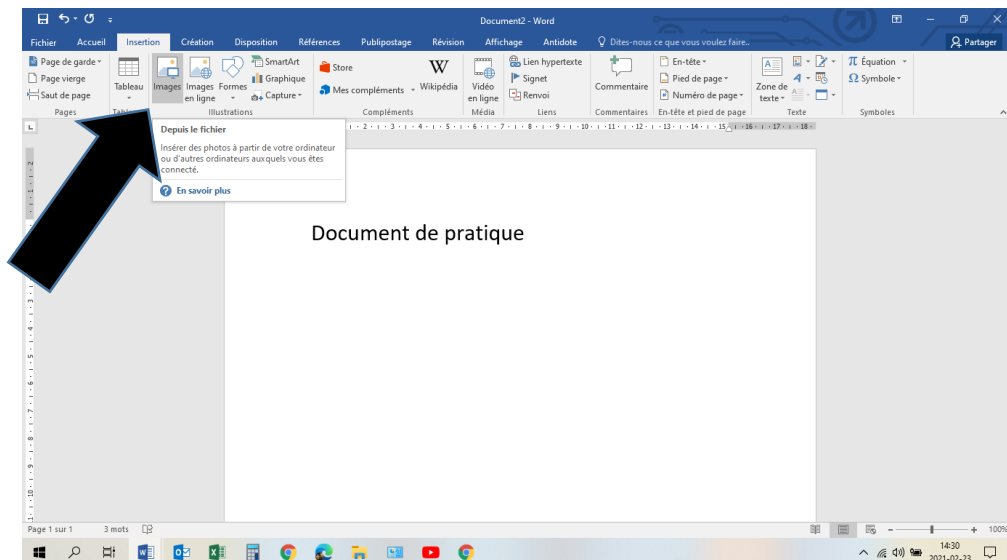 Document2 - Word
Fichier Accueil Insertion Création Disposition Références Publipostage Révision Affichage Antidote Dites-nous ce que vous voulez faire.. Partager
Page de garde
Page vierge
Saut de page
Pages
Tableau
Images
Images en ligne
Formes
SmartArt
Graphique
Capture
Illustrations
Store
Mes compléments
Wikipédia
Compléments
Vidéo en ligne
Média
Lien hypertexte
Signet
Renvoi
Liens
Commentaire
Commentaires
En-tête
Pied de page
Numéro de page
En-tête et pied de page
Zone de texte
Texte
Équation
Symbole
Symboles
Depuis le fichier
Insérer des photos à partir de votre ordinateur
ou d'autres ordinateurs auxquels vous êtes
connecté.
En savoir plus
Document de pratique
Page 1 sur 1 3 mots 100%
14:30
2021-02-23